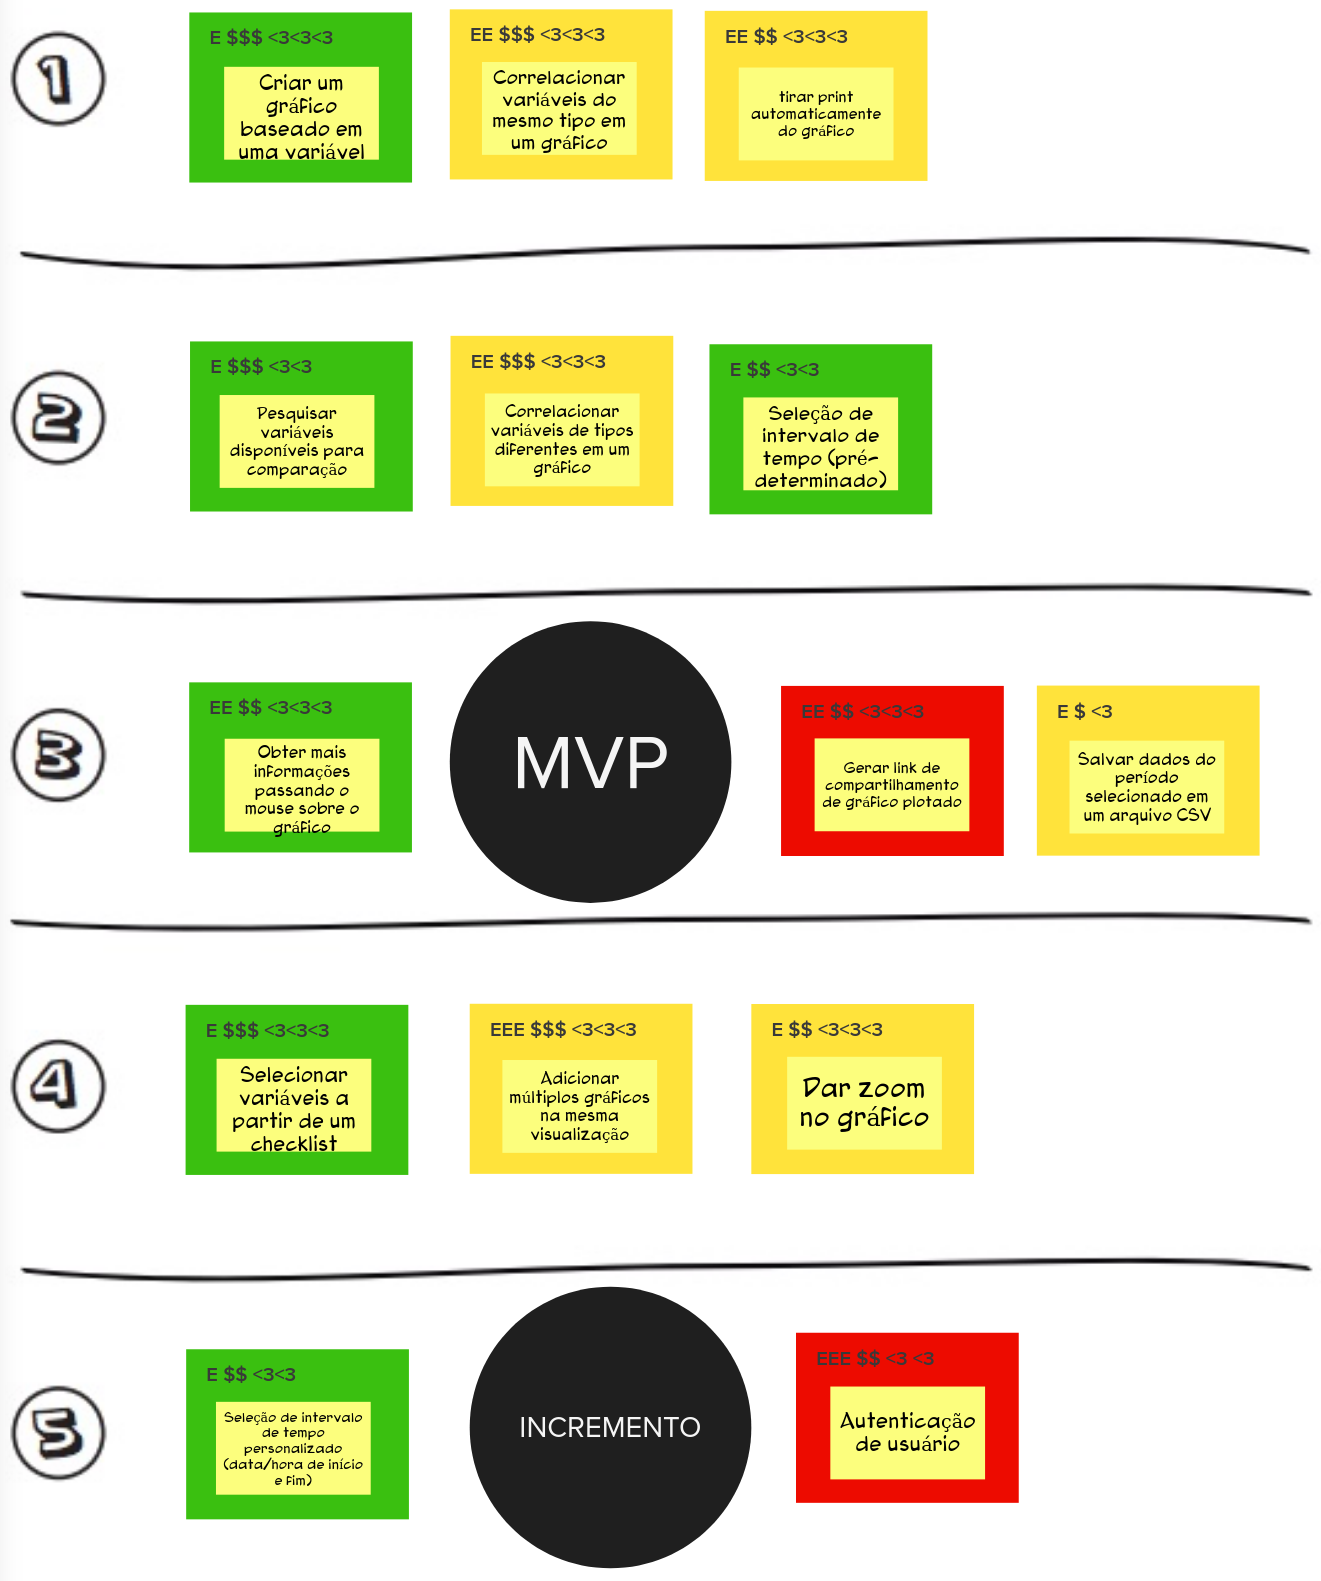 1
E $$$ <3<3<3
Criar um
gráfico
baseado em
uma variável
EE $$$ <3<3<3
Correlacionar
variáveis do
mesmo tipo em
um gráfico
EE $$ <3<3<3
tirar print
automaticamente
do gráfico
2
E $$$ <3<3
Pesquisar
variáveis
disponíveis para
comparação
EE $$$ <3<3<3
Correlacionar
variáveis de tipos
diferentes em um
gráfico
E $$ <3<3
Seleção de
intervalo de
tempo (pré-
determinado)
3
EE $$ <3<3<3
Obter mais
informações
passando o
mouse sobre o
gráfico
MVP
EE $$ <3<3<3
Gerar link de
compartilhamento
de gráfico plotado
E $ <3
Salvar dados do
período
selecionado em
um arquivo CSV
4
E $$$ <3<3<3
Selecionar
variáveis a
partir de um
checklist
EEE $$$ <3<3<3
Adicionar
múltiplos gráficos
na mesma
visualização
E $$ <3<3<3
Dar zoom
no gráfico
5
E $$ <3<3
Seleção de intervalo
de tempo
personalizado
(data/hora de início
e fim)
INCREMENTO
EEE $$ <3 <3
Autenticação
de usuário